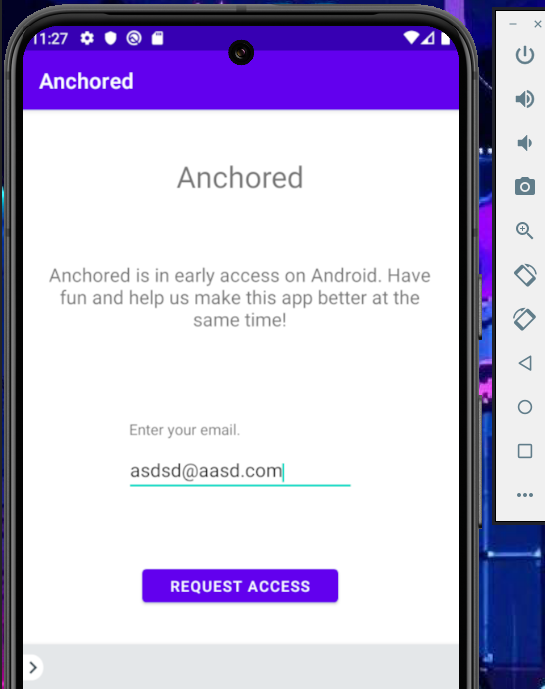 11:27
Anchored
Anchored
Anchored is in early access on Android. Have
fun and help us make this app better at the
same time!
Enter your email.
asdsd@aasd.com
REQUEST ACCESS